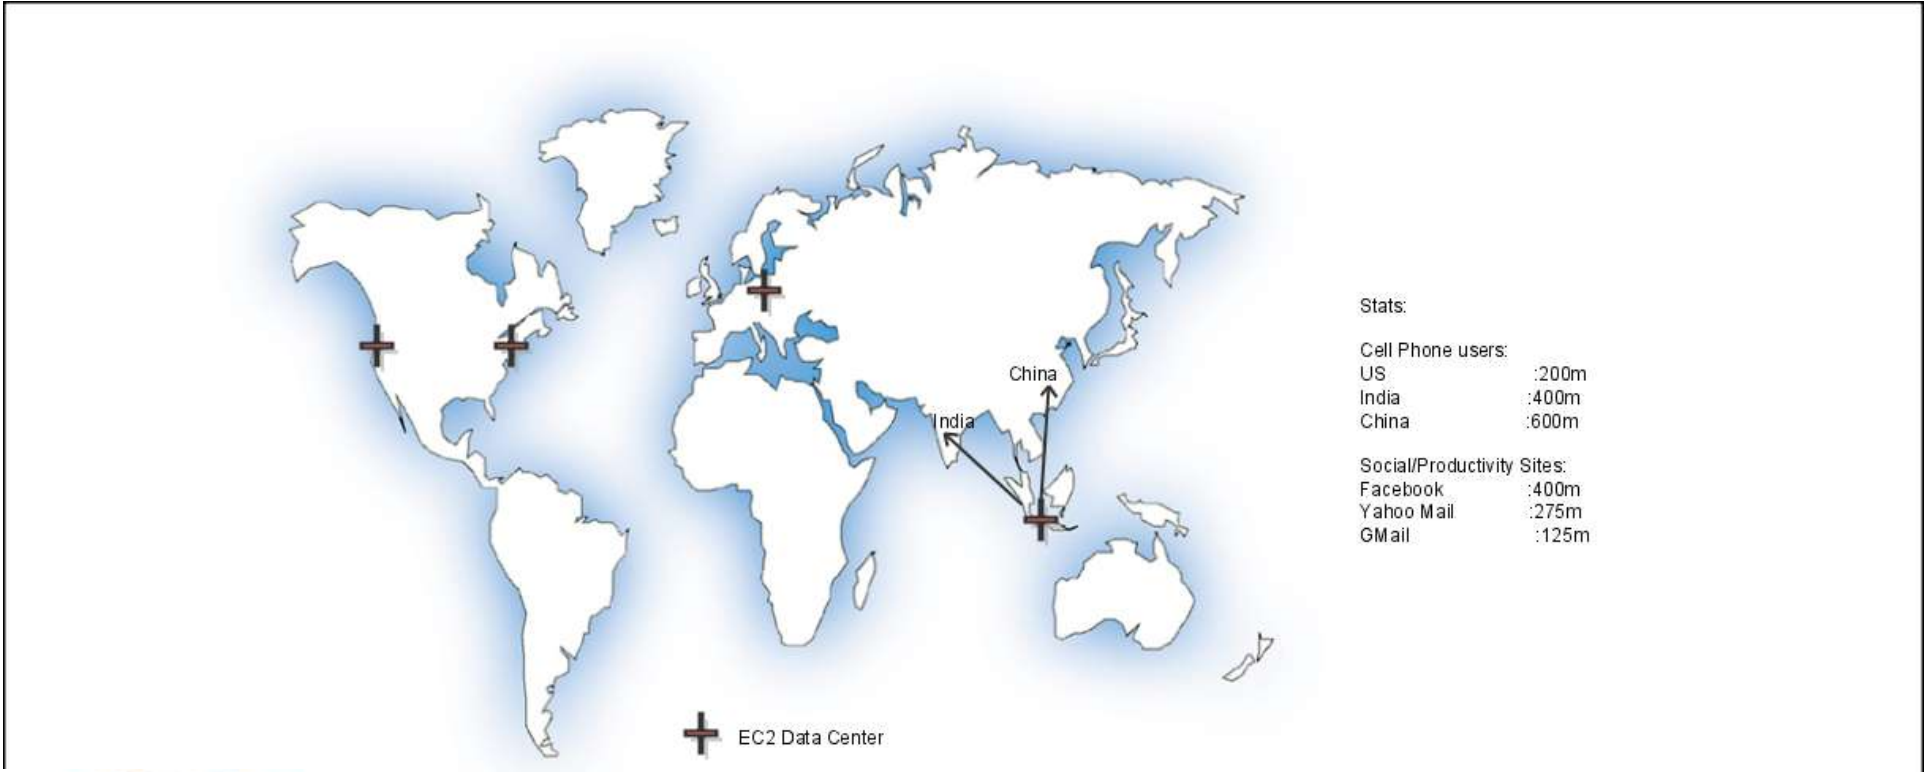 China
India
EC2 Data Center
Stats:
Cell Phone users:
US :200m
India :400m
China :600m
Social/Productivity Sites:
Facebook :400m
Yahoo Mail :275m
GMail :125m